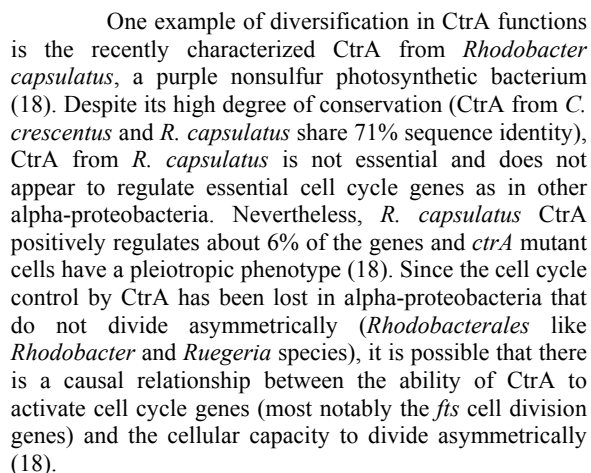 One example of diversification in CtrA functions
is the recently characterized CtrA from Rhodobacter
capsulatus, a purple nonsulfur photosynthetic bacterium
(18). Despite its high degree of conservation (CtrA from C.
crescentus and R. capsulatus share 71% sequence identity),
CtrA from R. capsulatus is not essential and does not
appear to regulate essential cell cycle genes as in other
alpha-proteobacteria. Nevertheless, R. capsulatus CtrA
positively regulates about 6% of the genes and ctrA mutant
cells have a pleiotropic phenotype (18). Since the cell cycle
control by CtrA has been lost in alpha-proteobacteria that
do not divide asymmetrically (Rhodobacterales like
Rhodobacter and Ruegeria species), it is possible that there
is a causal relationship between the ability of CtrA to
activate cell cycle genes (most notably the fts cell division
genes) and the cellular capacity to divide asymmetrically
(18).